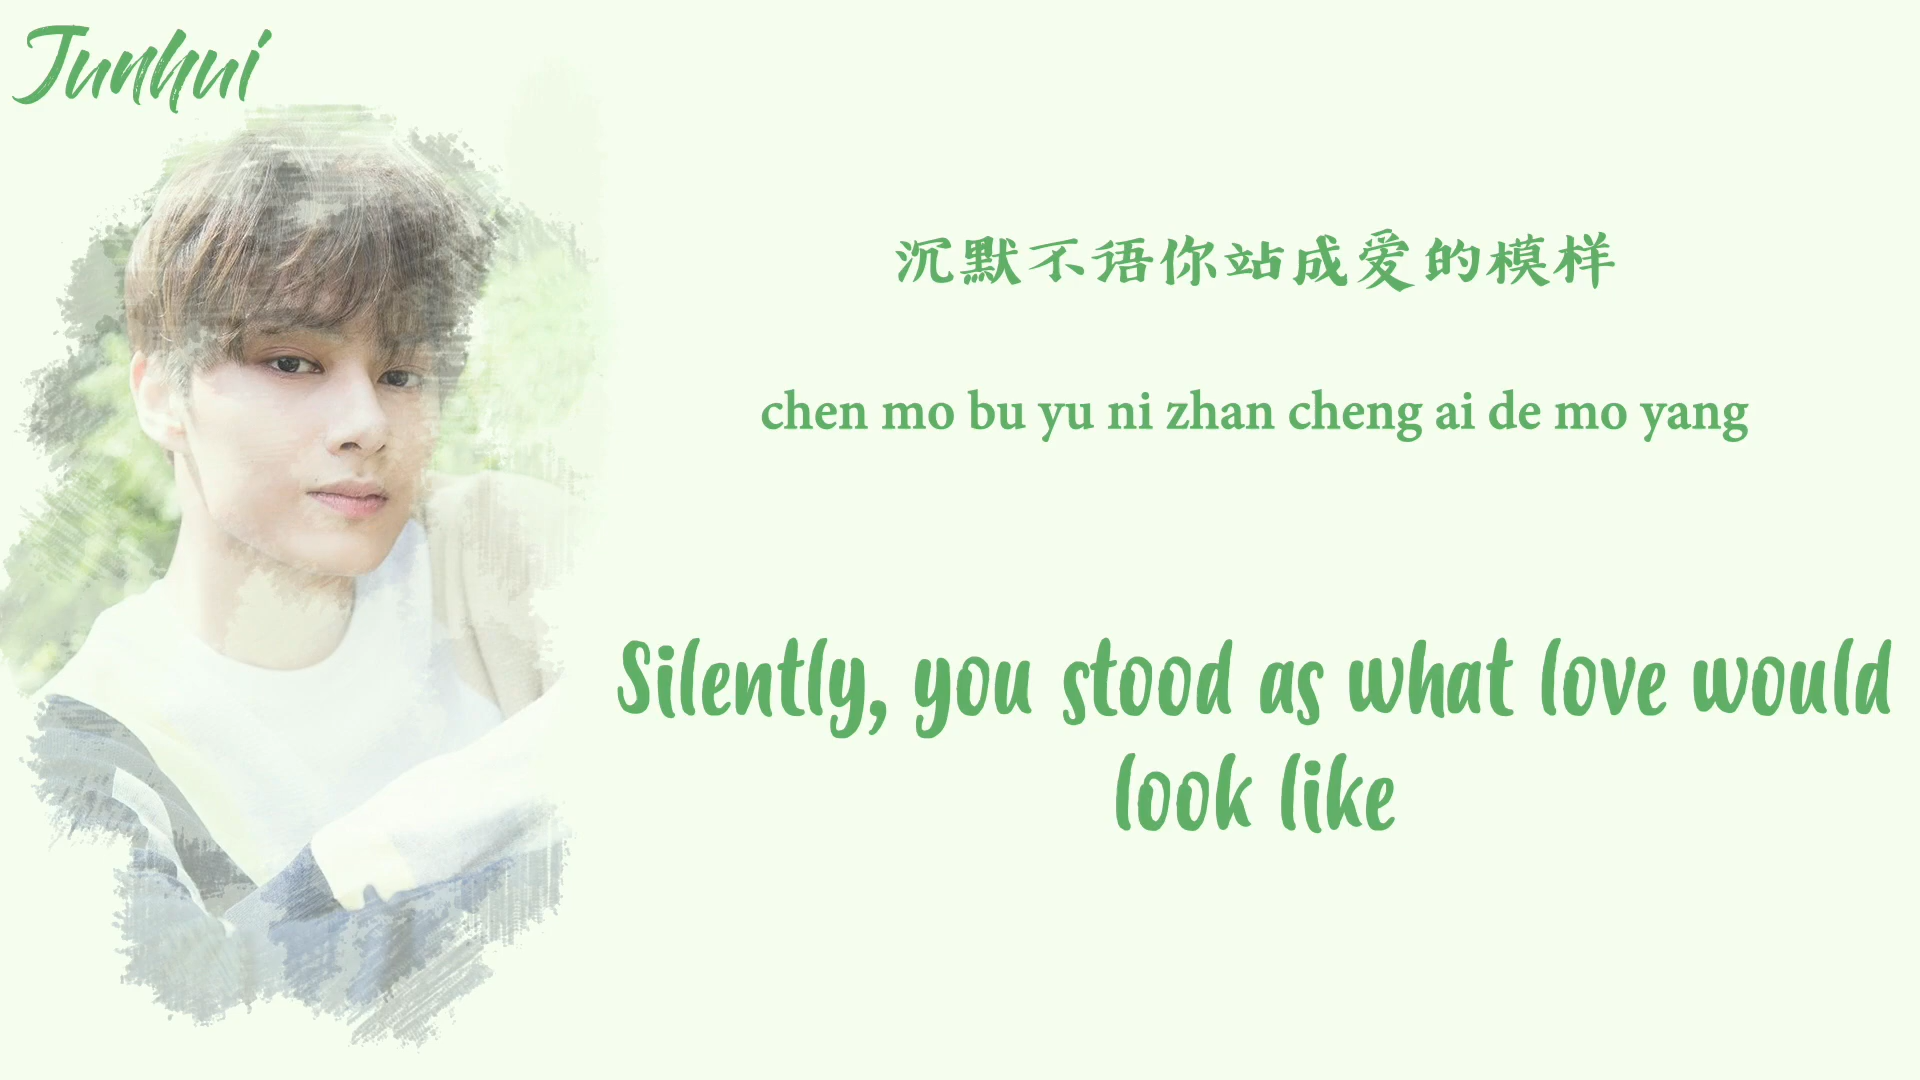 Junhui
沉默不语你站成爱的模样
chen mo bu yu ni zhan cheng ai de mo yang
Silently, you stood as what love would
look like